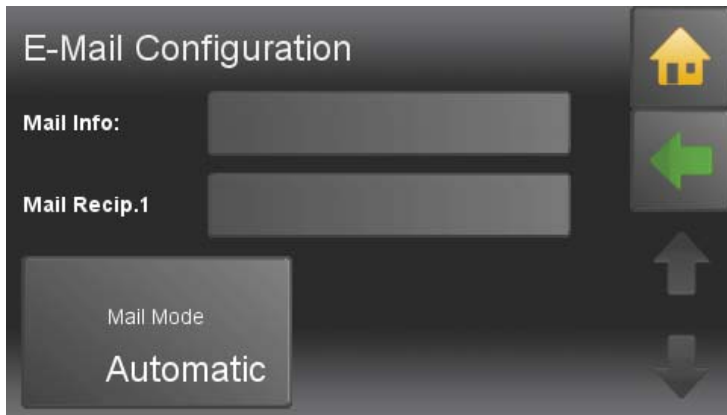 E-Mail Configuration
Mail Info:
Mail Recip.1
Mail Mode
Automatic